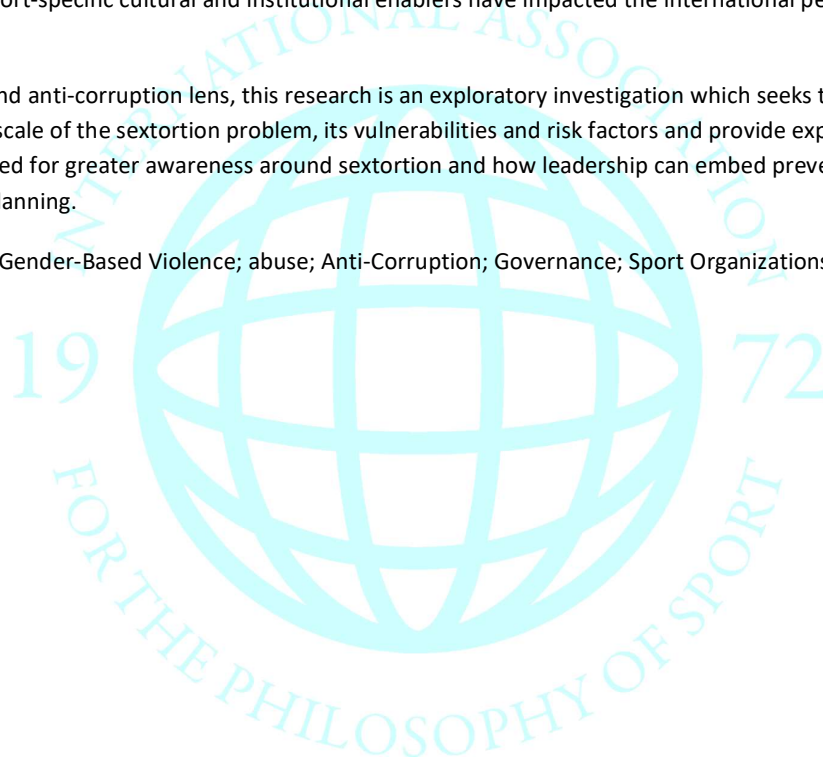 ort-specific cultural and institutional enablers have impacted the international pe
nd anti-corruption lens, this research is an exploratory investigation which seeks t
scale of the sextortion problem, its vulnerabilities and risk factors and provide exp
ed for greater awareness around sextortion and how leadership can embed preve
lanning.
Gender-Based Violence; abuse; Anti-Corruption; Governance; Sport Organizations
INTERNATIONAL ASSOCIATION
19 72
FOR THE PHILOSOPHY OF SPORT